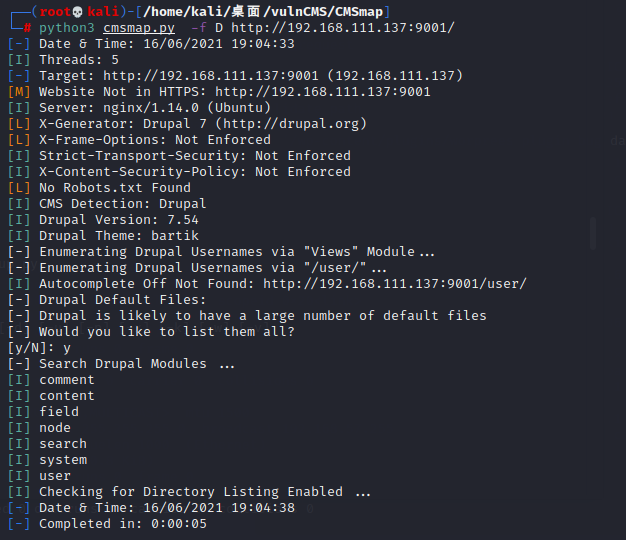 ┌──(root💀kali)-[/home/kali/桌面/vulnCMS/CMSmap]
└─# python3 cmsmap.py  -f D http://192.168.111.137:9001/
[-] Date & Time: 16/06/2021 19:04:33
[I] Threads: 5
[-] Target: http://192.168.111.137:9001 (192.168.111.137)
[M] Website Not in HTTPS: http://192.168.111.137:9001
[I] Server: nginx/1.14.0 (Ubuntu)
[L] X-Generator: Drupal 7 (http://drupal.org)
[L] X-Frame-Options: Not Enforced
[I] Strict-Transport-Security: Not Enforced
[I] X-Content-Security-Policy: Not Enforced
[L] No Robots.txt Found
[I] CMS Detection: Drupal
[I] Drupal Version: 7.54
[I] Drupal Theme: bartik
[-] Enumerating Drupal Usernames via "Views" Module...
[-] Enumerating Drupal Usernames via "/user/"...
[I] Autocomplete Off Not Found: http://192.168.111.137:9001/user/
[-] Drupal Default Files:
[-] Drupal is likely to have a large number of default files
[-] Would you like to list them all?
[y/N]: y
[-] Search Drupal Modules ...
[I] comment
[I] content
[I] field
[I] node
[I] search
[I] system
[I] user
[I] Checking for Directory Listing Enabled ...
[-] Date & Time: 16/06/2021 19:04:38
[-] Completed in: 0:00:05